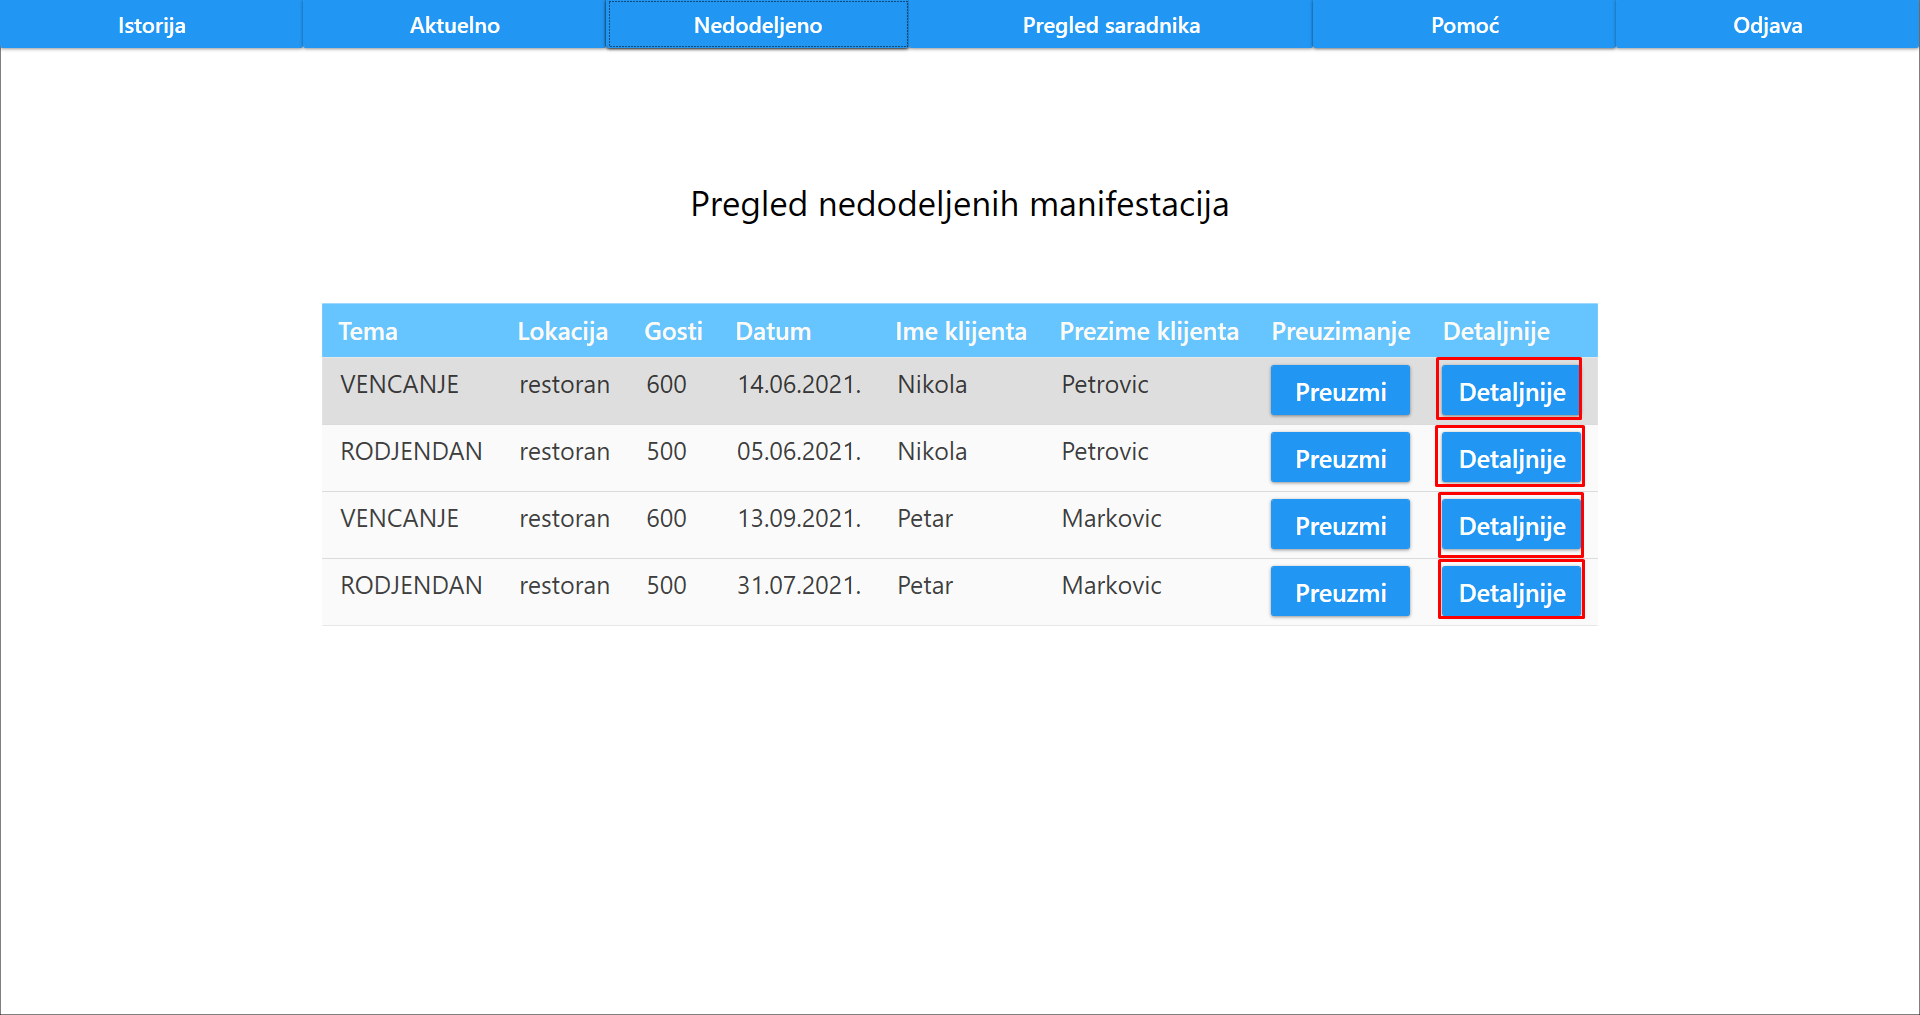 Istorija Aktuelno Nedodeljeno Pregled saradnika Pomoć Odjava
Pregled nedodeljenih manifestacija
Tema Lokacija Gosti Datum Ime klijenta Prezime klijenta Preuzimanje Detaljnije
VENCANJE restoran 600 14.06.2021. Nikola Petrovic Preuzmi Detaljnije
RODJENDAN restoran 500 05.06.2021. Nikola Petrovic Preuzmi Detaljnije
VENCANJE restoran 600 13.09.2021. Petar Markovic Preuzmi Detaljnije
RODJENDAN restoran 500 31.07.2021. Petar Markovic Preuzmi Detaljnije